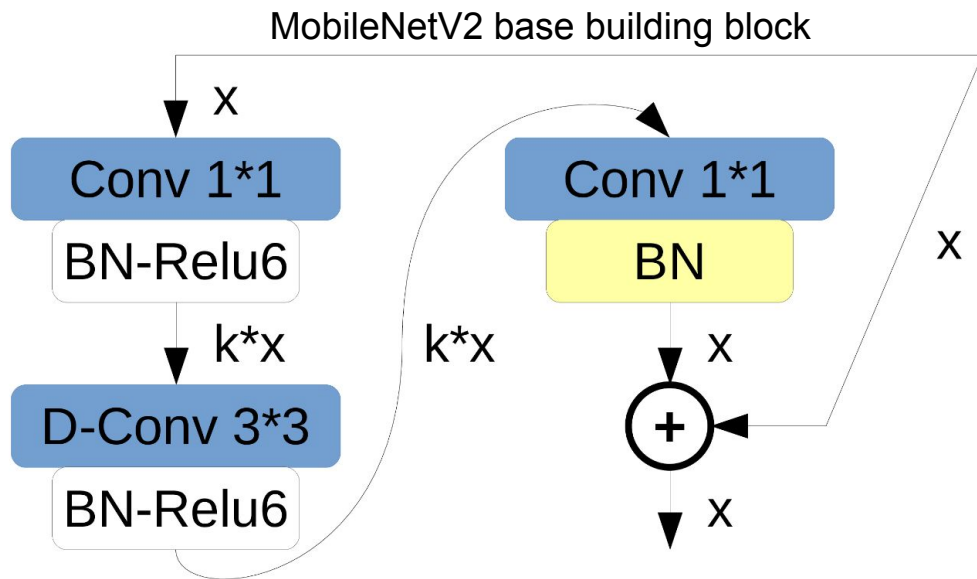 MobileNetV2 base building block
x
Conv 1*1
BN-Relu6
k*x
D-Conv 3*3
BN-Relu6
k*x
Conv 1*1
BN
x
+
x
x